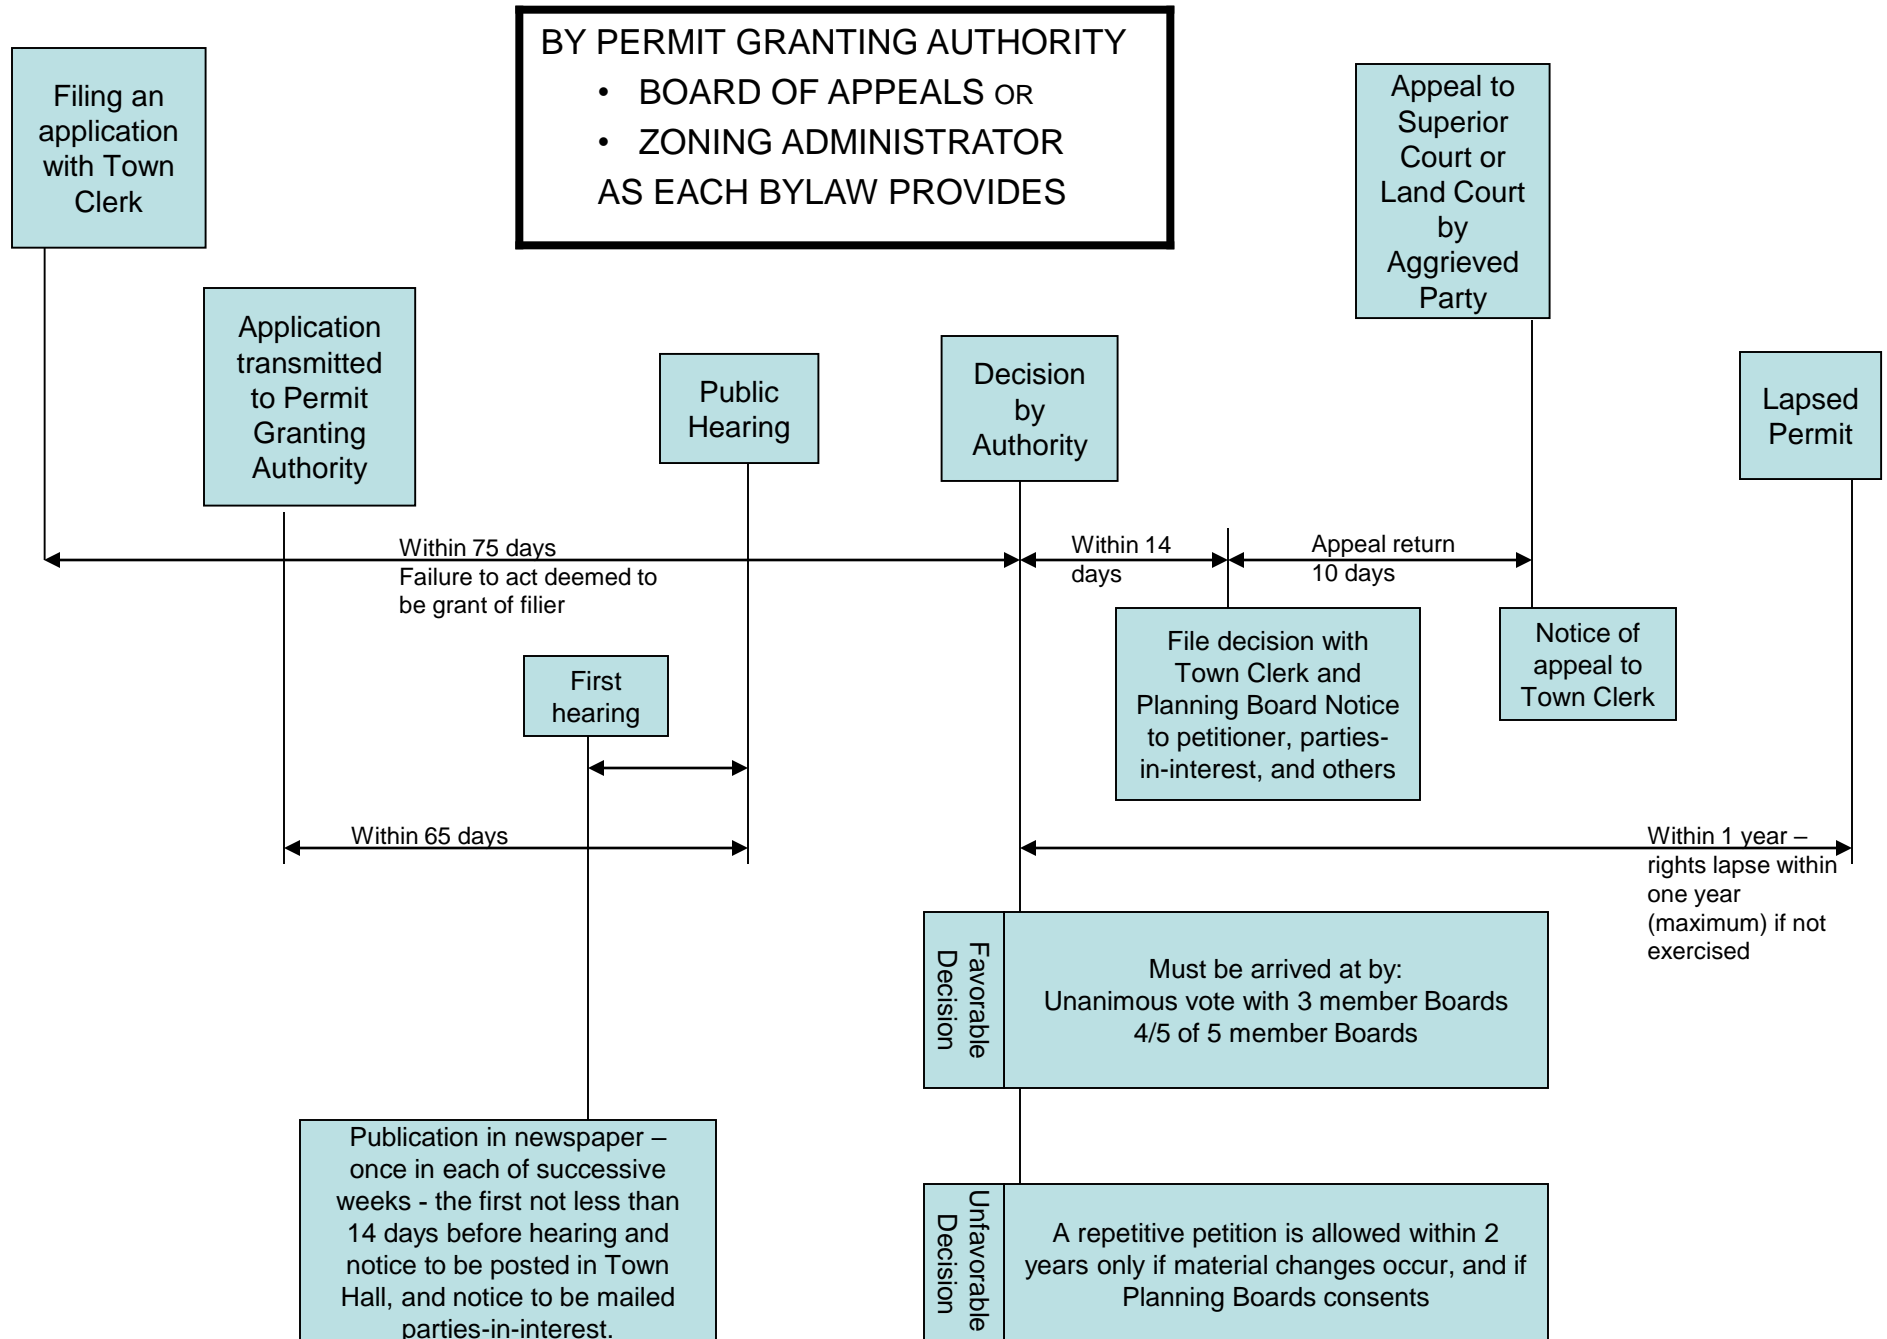 BY PERMIT GRANTING AUTHORITY
• BOARD OF APPEALS OR
• ZONING ADMINISTRATOR
AS EACH BYLAW PROVIDES
Filing an
application
with Town
Clerk
Application
transmitted
to Permit
Granting
Authority
Public
Hearing
Decision
by
Authority
Appeal to
Superior
Court or
Land Court
by
Aggrieved
Party
Lapsed
Permit
Within 75 days
Failure to act deemed to
be grant of filier
Within 14
days
Appeal return
10 days
First
hearing
File decision with
Town Clerk and
Planning Board Notice
to petitioner, parties-
in-interest, and others
Notice of
appeal to
Town Clerk
Within 65 days
Within 1 year –
rights lapse within
one year
(maximum) if not
exercised
Favorable
Decision
Must be arrived at by:
Unanimous vote with 3 member Boards
4/5 of 5 member Boards
Publication in newspaper –
once in each of successive
weeks - the first not less than
14 days before hearing and
notice to be posted in Town
Hall, and notice to be mailed
parties-in-interest.
Unfavorable
Decision
A repetitive petition is allowed within 2
years only if material changes occur, and if
Planning Boards consents